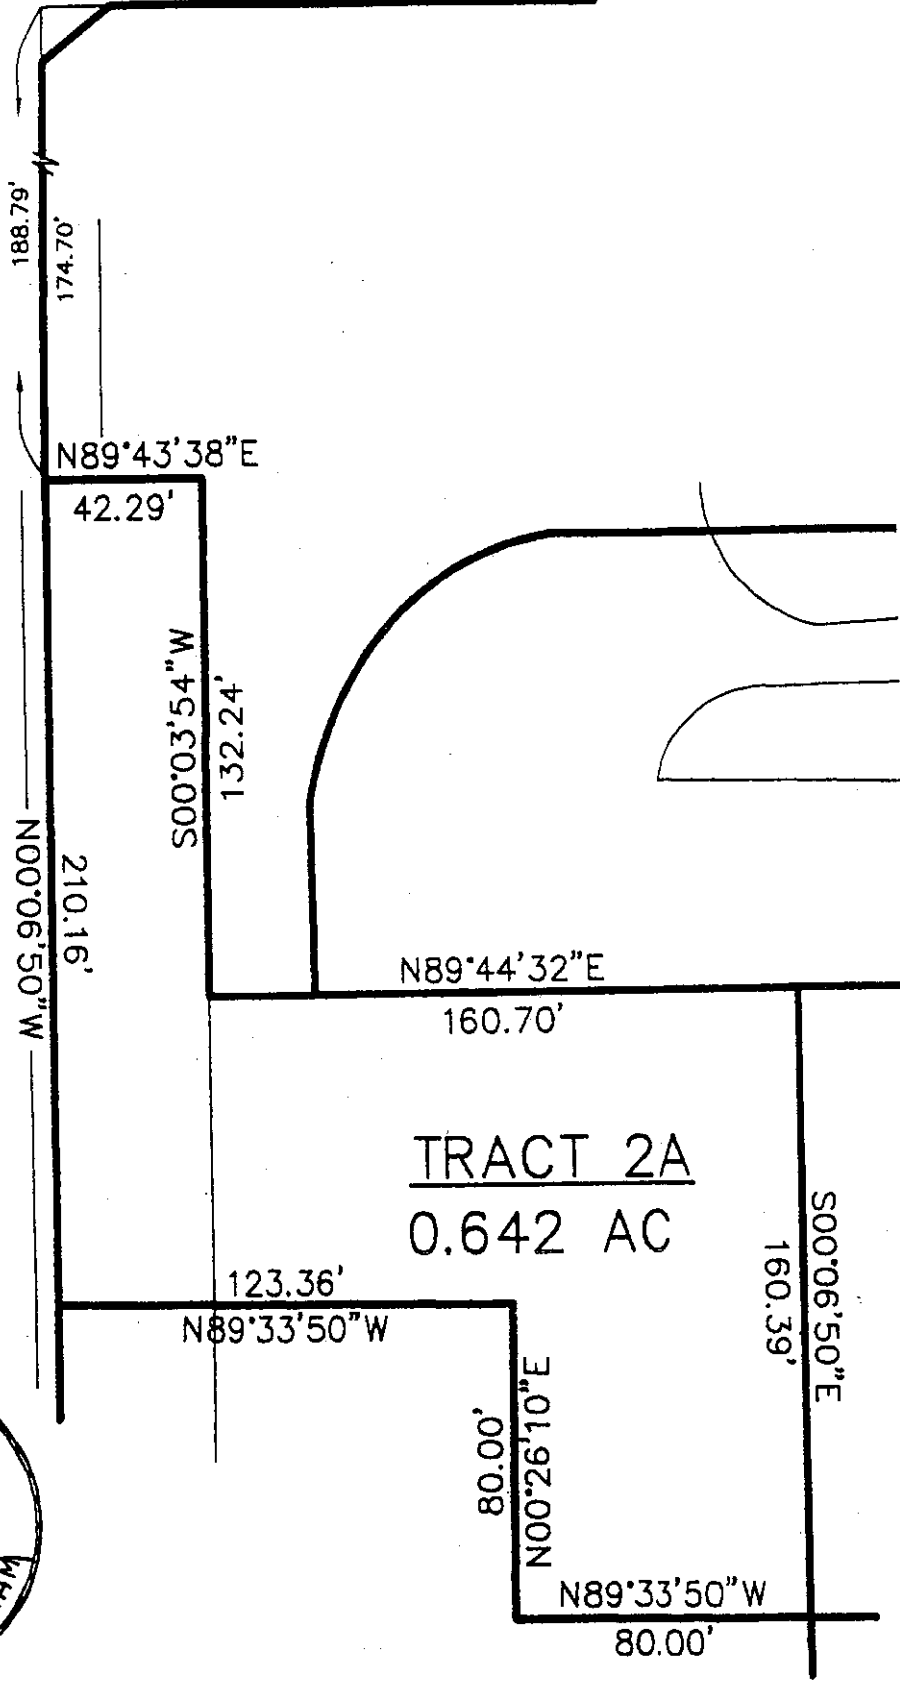 188.79'
174.70'
N89°43'38"E
42.29'
S00°03'54"W
132.24'
N00°06'50"W
210.16'
N89°44'32"E
160.70'
TRACT 2A
0.642 AC
S00°06'50"E
160.39'
123.36'
N89°33'50"W
80.00'
N00°26'10"E
N89°33'50"W
80.00'